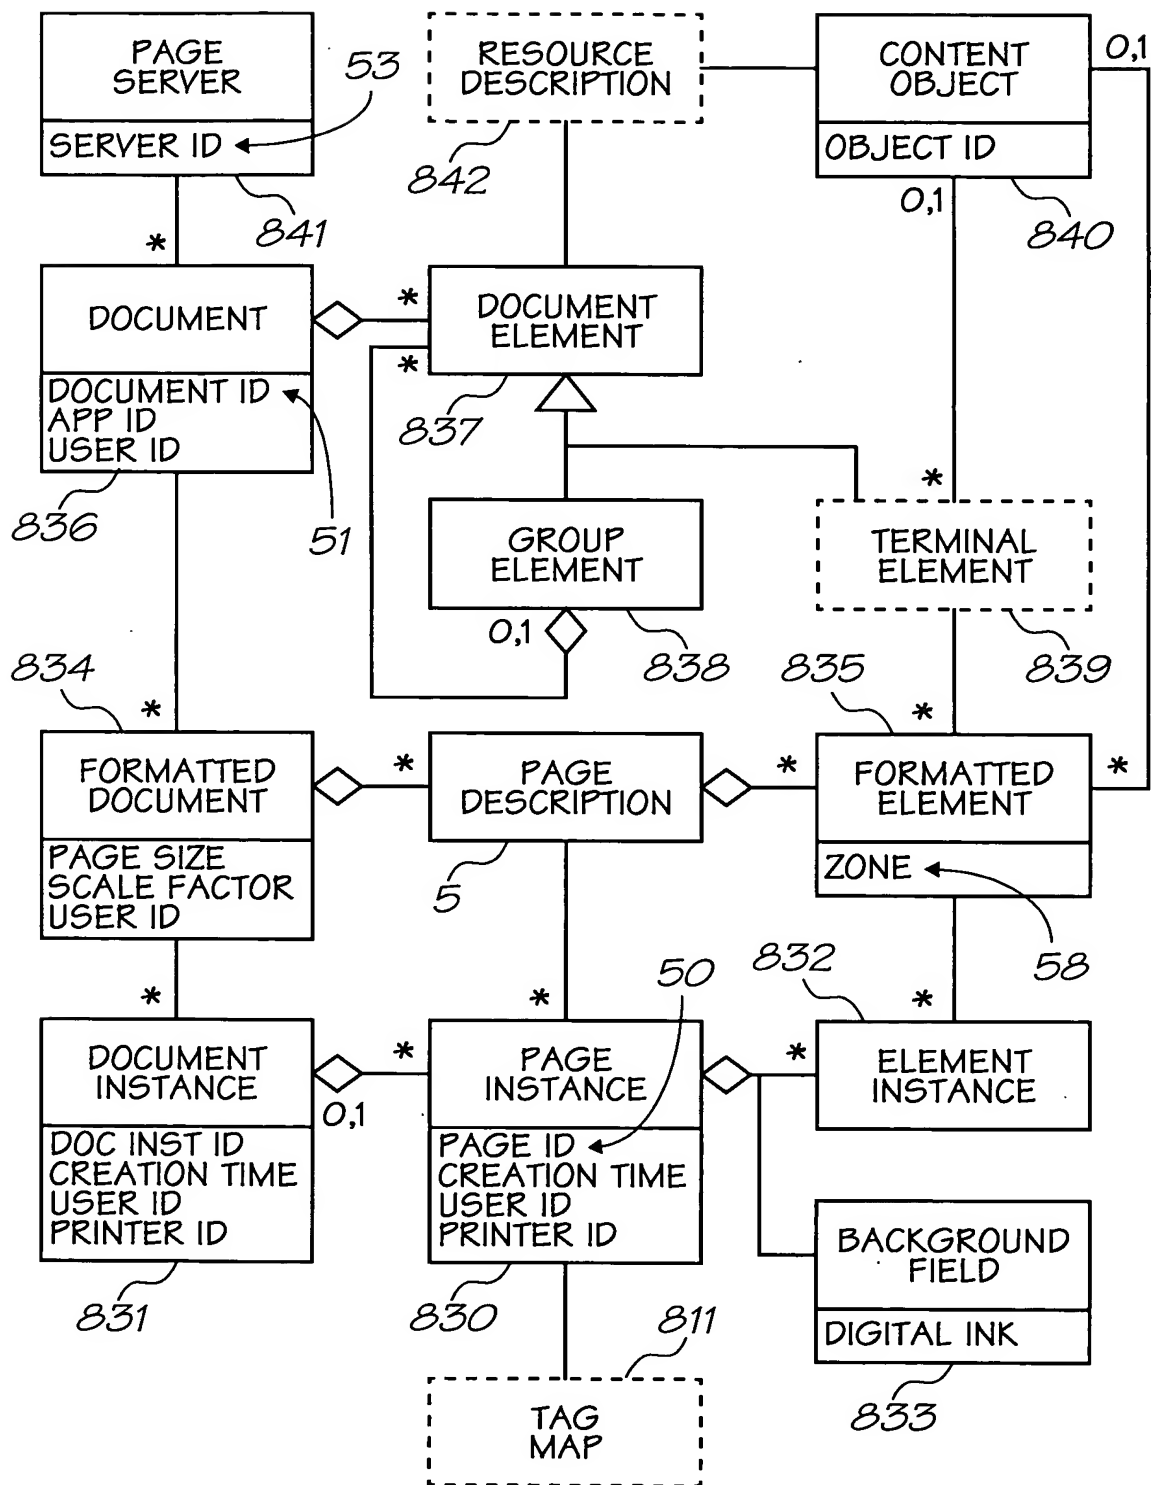 PAGE
SERVER
SERVER ID
53
841
RESOURCE
DESCRIPTION
842
CONTENT
OBJECT
OBJECT ID
0,1
0,1
840
*
DOCUMENT
DOCUMENT ID
APP ID
USER ID
836
51
*
*
DOCUMENT
ELEMENT
837
GROUP
ELEMENT
0,1
838
*
TERMINAL
ELEMENT
839
834
*
FORMATTED
DOCUMENT
PAGE SIZE
SCALE FACTOR
USER ID
*
PAGE
DESCRIPTION
5
835
*
*
*
FORMATTED
ELEMENT
ZONE
58
*
DOCUMENT
INSTANCE
0,1
DOC INST ID
CREATION TIME
USER ID
PRINTER ID
831
*
*
50
PAGE
INSTANCE
PAGE ID
CREATION TIME
USER ID
PRINTER ID
830
832
*
*
ELEMENT
INSTANCE
BACKGROUND
FIELD
DIGITAL INK
833
811
TAG
MAP